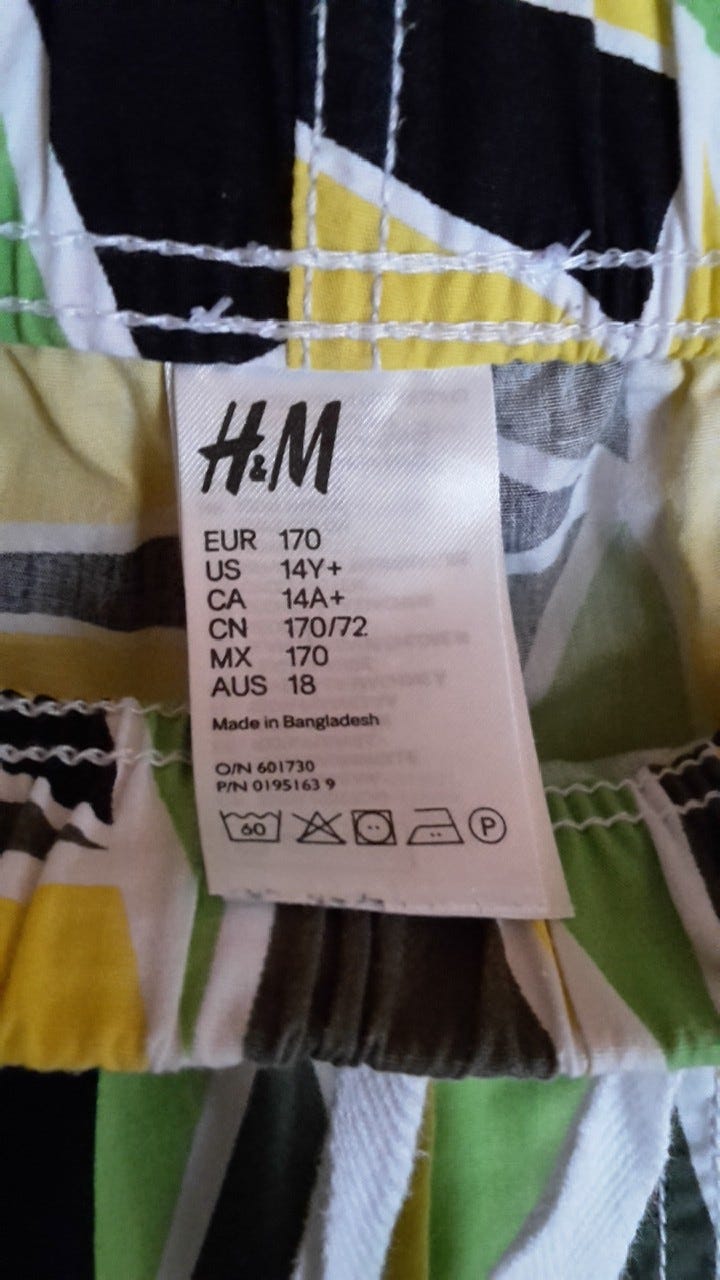 H&M
EUR 170
US 14Y+
CA 14A+
CN 170/72
MX 170
AUS 18
Made in Bangladesh
O/N 601730
P/N 0195163 9
60 P